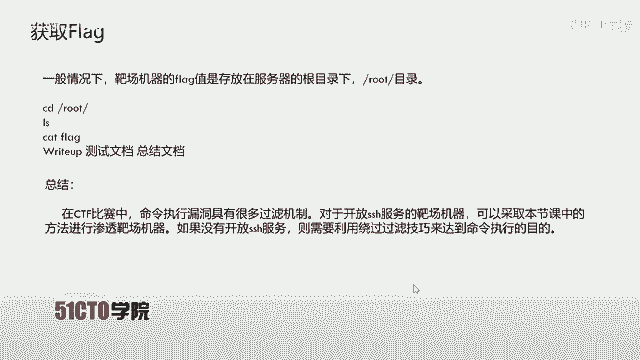 获取Flag
一般情况下，靶场机器的flag值是存放在服务器的根目录下，/root/目录。
cd /root/
ls
cat flag
Writeup 测试文档 总结文档
总结：
在CTF比赛中，命令执行漏洞具有很多过滤机制。对于开放ssh服务的靶场机器，可以采取本节课中的
方法进行渗透靶场机器。如果没有开放ssh服务，则需要利用绕过过滤技巧来达到命令执行的目的。
51CTO学院